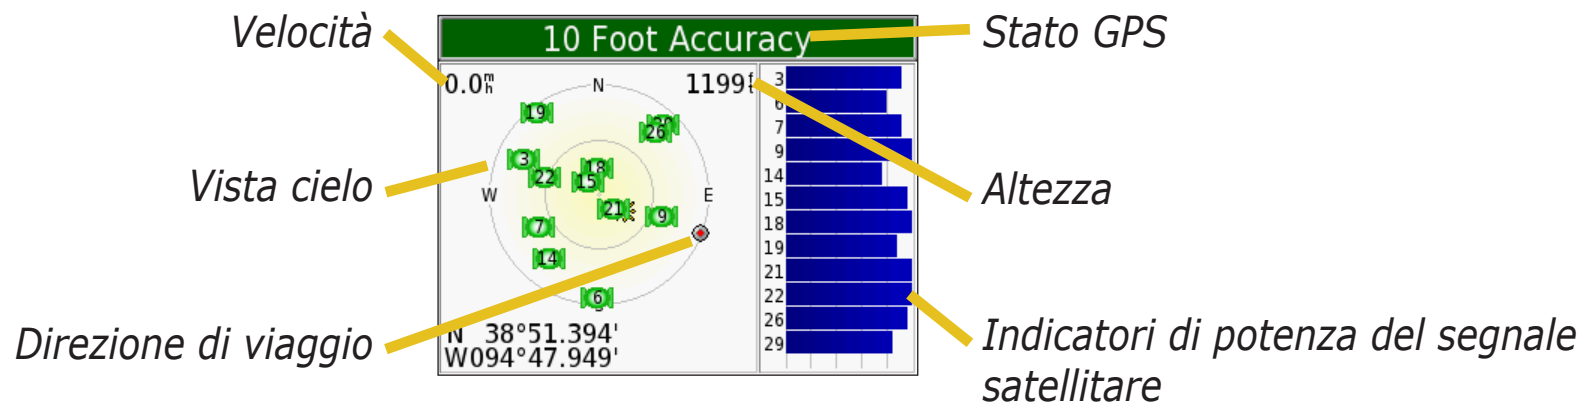 Velocità
10 Foot Accuracy
Stato GPS
0.0 mh
N
1199
Vista cielo
19
26
3
22
18
15
W
E
21
9
7
14
6
Altezza
3
6
7
9
14
15
18
19
21
22
26
29
Direzione di viaggio
N 38°51.394'
W094°47.949'
Indicatori di potenza del segnale
satellitare